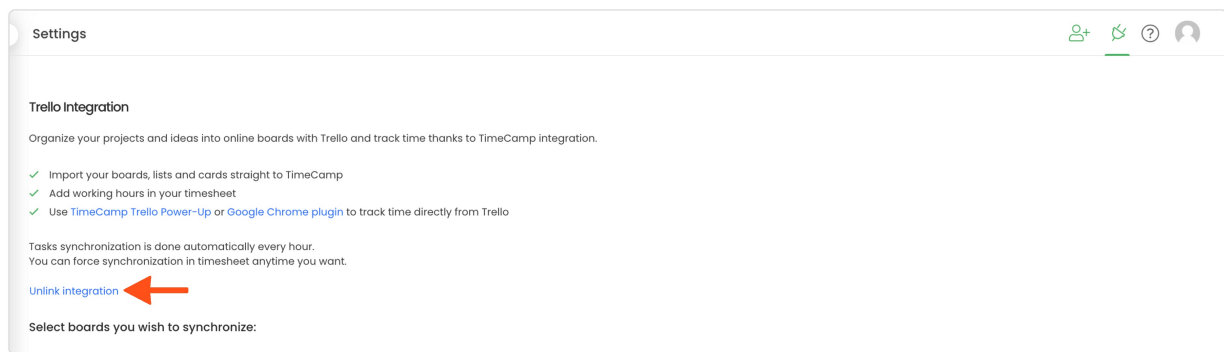 Settings
?
Trello Integration
Organize your projects and ideas into online boards with Trello and track time thanks to TimeCamp integration.
Import your boards, lists and cards straight to TimeCamp
Add working hours in your timesheet
Use TimeCamp Trello Power-Up or Google Chrome plugin to track time directly from Trello
Tasks synchronization is done automatically every hour.
You can force synchronization in timesheet anytime you want.
Unlink integration
Select boards you wish to synchronize: